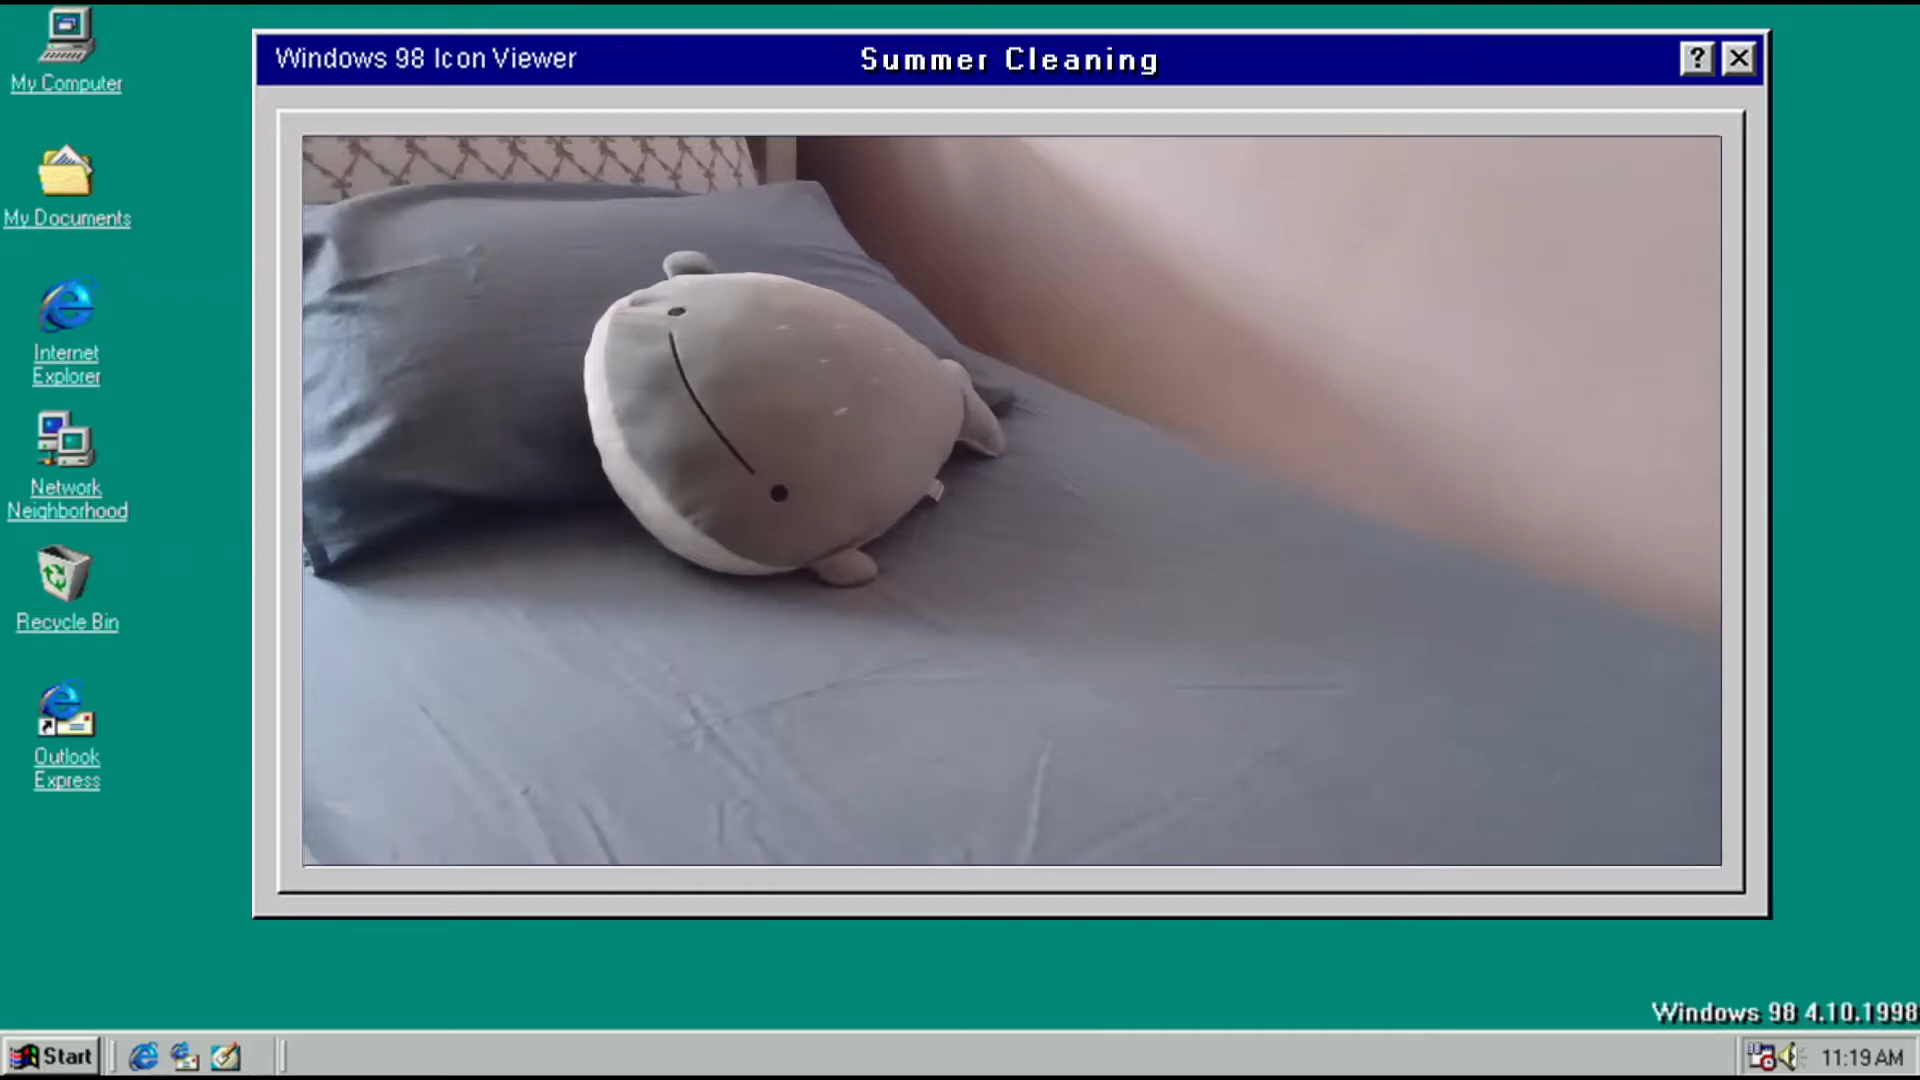 My Computer
My Documents
Internet
Explorer
Network
Neighborhood
Recycle Bin
Outlook
Express
Windows 98 Icon Viewer
Summer Cleaning
?
Windows 98 4.10.1998
Start
11:19 AM